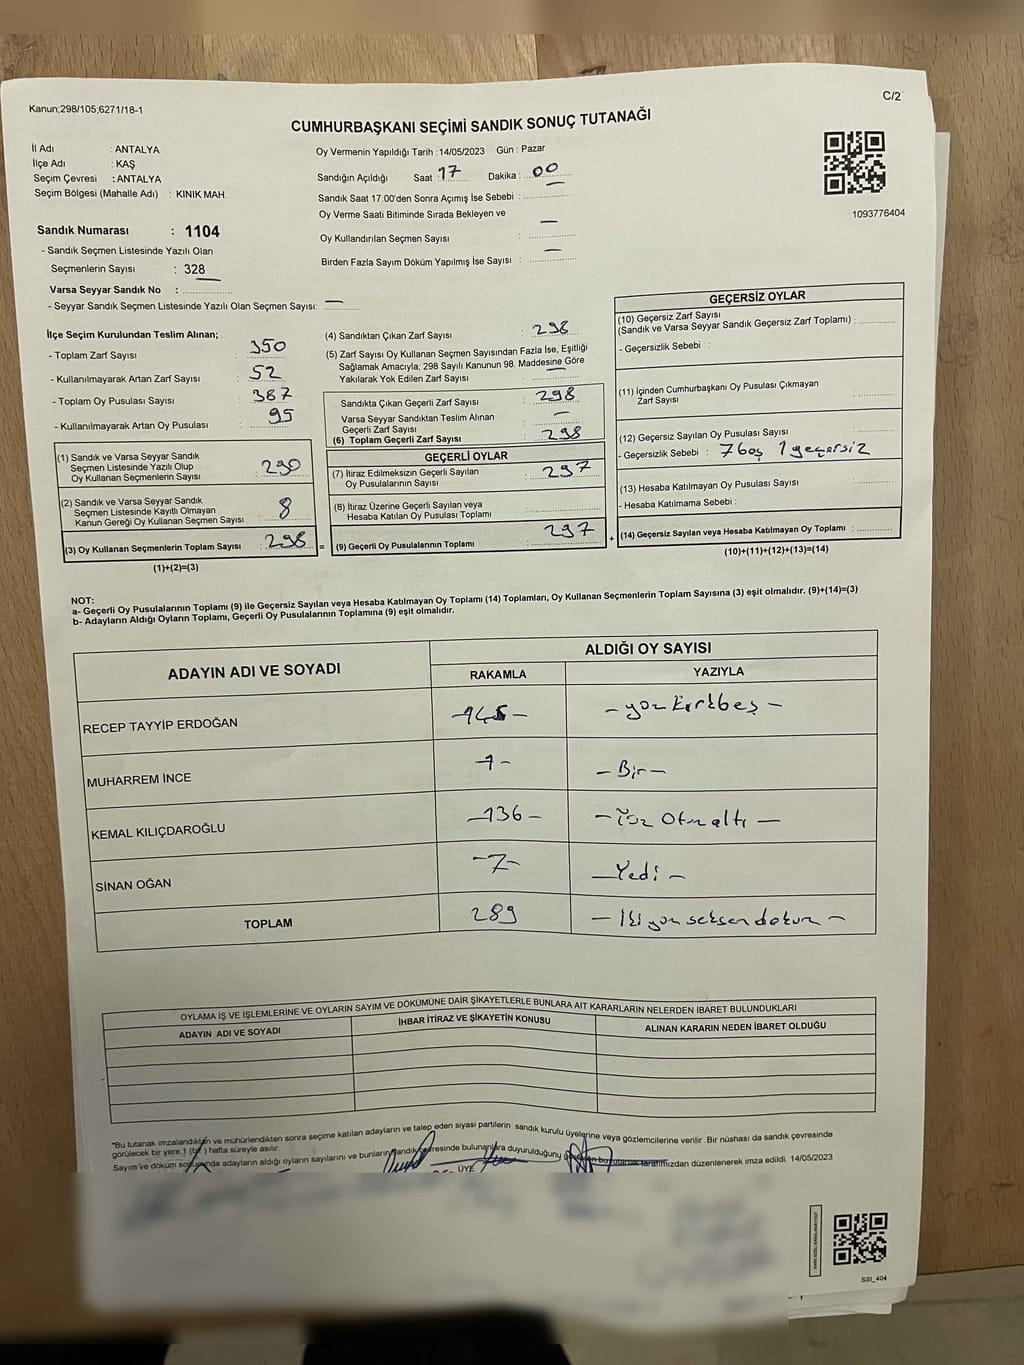 Kanun;298/105;6271/18-1
C/2
CUMHURBAŞKANI SEÇİMİ SANDIK SONUÇ TUTANAĞI
İl Adı : ANTALYA
İlçe Adı : KAŞ
Seçim Çevresi : ANTALYA
Seçim Bölgesi (Mahalle Adı) : KINIK MAH.
Oy Vermenin Yapıldığı Tarih : 14/05/2023 Gün : Pazar
Sandığın Açıldığı Saat 17 Dakika : 00
Sandık Saat 17:00'den Sonra Açımış İse Sebebi :
Oy Verme Saati Bitiminde Sırada Bekleyen ve
Oy Kullandırılan Seçmen Sayısı : —
Birden Fazla Sayım Döküm Yapılmış İse Sayısı : —
1093776404
Sandık Numarası : 1104
- Sandık Seçmen Listesinde Yazılı Olan
Seçmenlerin Sayısı : 328
Varsa Seyyar Sandık No :
- Seyyar Sandık Seçmen Listesinde Yazılı Olan Seçmen Sayısı: —
İlçe Seçim Kurulundan Teslim Alınan;
- Toplam Zarf Sayısı : 350
- Kullanılmayarak Artan Zarf Sayısı : 52
- Toplam Oy Pusulası Sayısı : 387
- Kullanılmayarak Artan Oy Pusulası : 95
(1) Sandık ve Varsa Seyyar Sandık
Seçmen Listesinde Yazılı Olup
Oy Kullanan Seçmenlerin Sayısı : 290
(2) Sandık ve Varsa Seyyar Sandık
Seçmen Listesinde Kayıtlı Olmayan
Kanun Gereği Oy Kullanan Seçmen Sayısı : 8
(3) Oy Kullanan Seçmenlerin Toplam Sayısı : 298
(1)+(2)=(3)
(4) Sandıktan Çıkan Zarf Sayısı : 298
(5) Zarf Sayısı Oy Kullanan Seçmen Sayısından Fazla İse, Eşitliği
Sağlamak Amacıyla; 298 Sayılı Kanunun 98. Maddesine Göre
Yakılarak Yok Edilen Zarf Sayısı : —
Sandıkta Çıkan Geçerli Zarf Sayısı : 298
Varsa Seyyar Sandıktan Teslim Alınan
Geçerli Zarf Sayısı : —
(6) Toplam Geçerli Zarf Sayısı : 298
=
GEÇERLİ OYLAR
(7) İtiraz Edilmeksizin Geçerli Sayılan
Oy Pusulalarının Sayısı : 297
(8) İtiraz Üzerine Geçerli Sayılan veya
Hesaba Katılan Oy Pusulası Toplamı :
(9) Geçerli Oy Pusulalarının Toplamı : 297
+
GEÇERSİZ OYLAR
(10) Geçersiz Zarf Sayısı
(Sandık ve Varsa Seyyar Sandık Geçersiz Zarf Toplamı) :
- Geçersizlik Sebebi :
(11) İçinden Cumhurbaşkanı Oy Pusulası Çıkmayan
Zarf Sayısı :
(12) Geçersiz Sayılan Oy Pusulası Sayısı :
- Geçersizlik Sebebi : 7 boş 1 geçersiz
(13) Hesaba Katılmayan Oy Pusulası Sayısı :
- Hesaba Katılmama Sebebi :
(14) Geçersiz Sayılan veya Hesaba Katılmayan Oy Toplamı :
(10)+(11)+(12)+(13)=(14)
NOT:
a- Geçerli Oy Pusulalarının Toplamı (9) ile Geçersiz Sayılan veya Hesaba Katılmayan Oy Toplamı (14) Toplamları, Oy Kullanan Seçmenlerin Toplam Sayısına (3) eşit olmalıdır. (9)+(14)=(3)
b- Adayların Aldığı Oyların Toplamı, Geçerli Oy Pusulalarının Toplamına (9) eşit olmalıdır.
ADAYIN ADI VE SOYADI ALDIĞI OY SAYISI
RAKAMLA YAZIYLA
RECEP TAYYİP ERDOĞAN -145- -yüz kırkbeş-
MUHARREM İNCE -1- -Bir-
KEMAL KILIÇDAROĞLU -136- -Yüz Otuzaltı-
SİNAN OĞAN -7- -Yedi-
TOPLAM 289 -İkiyüz seksen dokuz-
OYLAMA İŞ VE İŞLEMLERİNE VE OYLARIN SAYIM VE DÖKÜMÜNE DAİR ŞİKAYETLERLE BUNLARA AİT KARARLARIN NELERDEN İBARET BULUNDUKLARI
ADAYIN ADI VE SOYADI İHBAR İTİRAZ VE ŞİKAYETİN KONUSU ALINAN KARARIN NEDEN İBARET OLDUĞU
*Bu tutanak imzalandıktan ve mühürlendikten sonra seçime katılan adayların ve talep eden siyasi partilerin sandık kurulu üyelerine veya gözlemcilerine verilir .Bir nüshası da sandık çevresinde
görülecek bir yere 1 (bir) hafta süreyle asılır.
Sayım ve döküm sonunda adayların aldığı oyların sayılarını ve bunların sandık çevresinde bulunanlara duyurulduğunu tarafımızdan düzenlenerek imza edildi. 14/05/2023
ÜYE
SSI_404